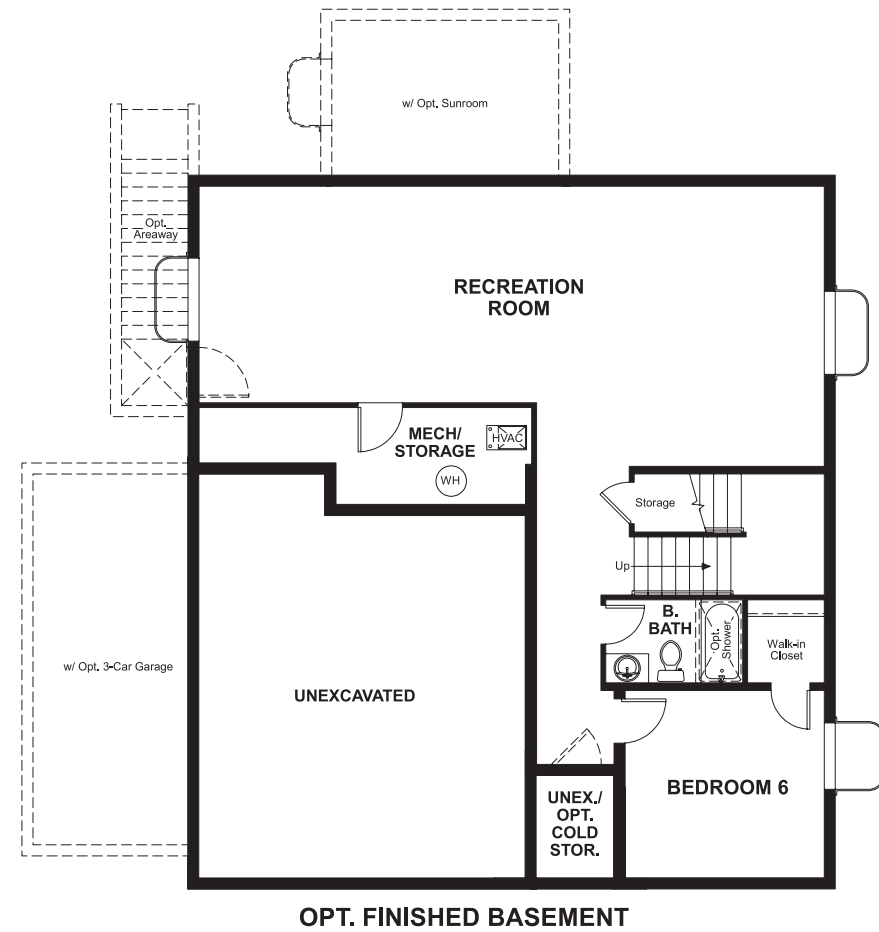 w/ Opt. Sunroom
Opt.
Areaway
RECREATION
ROOM
MECH/
STORAGE
HVAC
WH
Storage
Up
B.
BATH
Opt.
Shower
Walk-in
Closet
w/ Opt. 3-Car Garage
UNEXCAVATED
BEDROOM 6
UNEX./
OPT.
COLD
STOR.
OPT. FINISHED BASEMENT